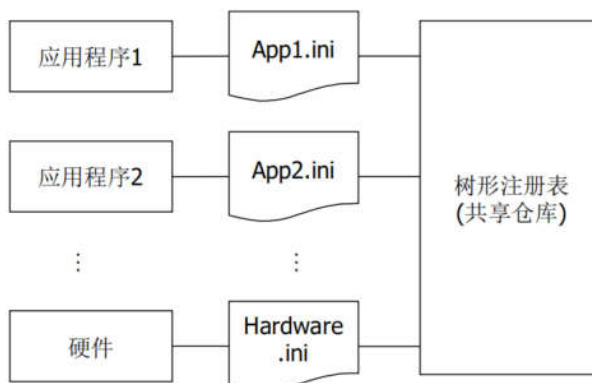 应用程序1
App1.ini
应用程序2
App2.ini
树形注册表
(共享仓库)
⋮
⋮
硬件
Hardware
.ini